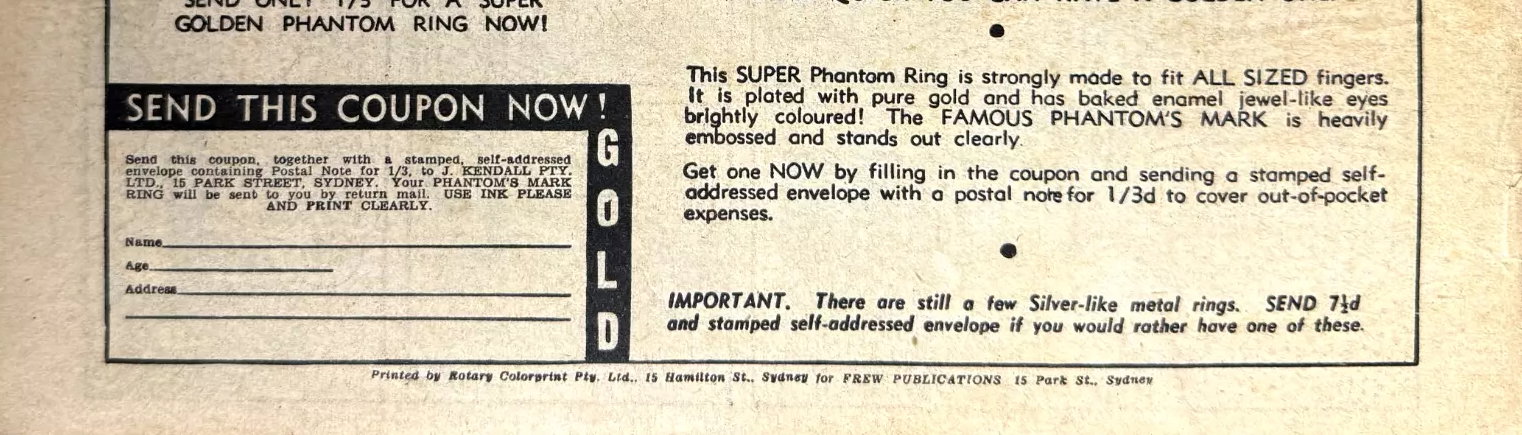 SEND ONLY 1/3 FOR A SUPER
GOLDEN PHANTOM RING NOW!
SEND THIS COUPON NOW!
GOLD
Send this coupon, together with a stamped, self-addressed
envelope containing Postal Note for 1/3, to J. KENDALL PTY.
LTD., 15 PARK STREET, SYDNEY. Your PHANTOM'S MARK
RING will be sent to you by return mail. USE INK PLEASE
AND PRINT CLEARLY.
Name
Age
Address
This SUPER Phantom Ring is strongly made to fit ALL SIZED fingers.
It is plated with pure gold and has baked enamel jewel-like eyes
brightly coloured! The FAMOUS PHANTOM'S MARK is heavily
embossed and stands out clearly.
Get one NOW by filling in the coupon and sending a stamped self-
addressed envelope with a postal note for 1/3d to cover out-of-pocket
expenses.
IMPORTANT. There are still a few Silver-like metal rings. SEND 7½d
and stamped self-addressed envelope if you would rather have one of these.
Printed by Rotary Colorprint Pty. Ltd., 15 Hamilton St., Sydney for FREW PUBLICATIONS 15 Park St., Sydney